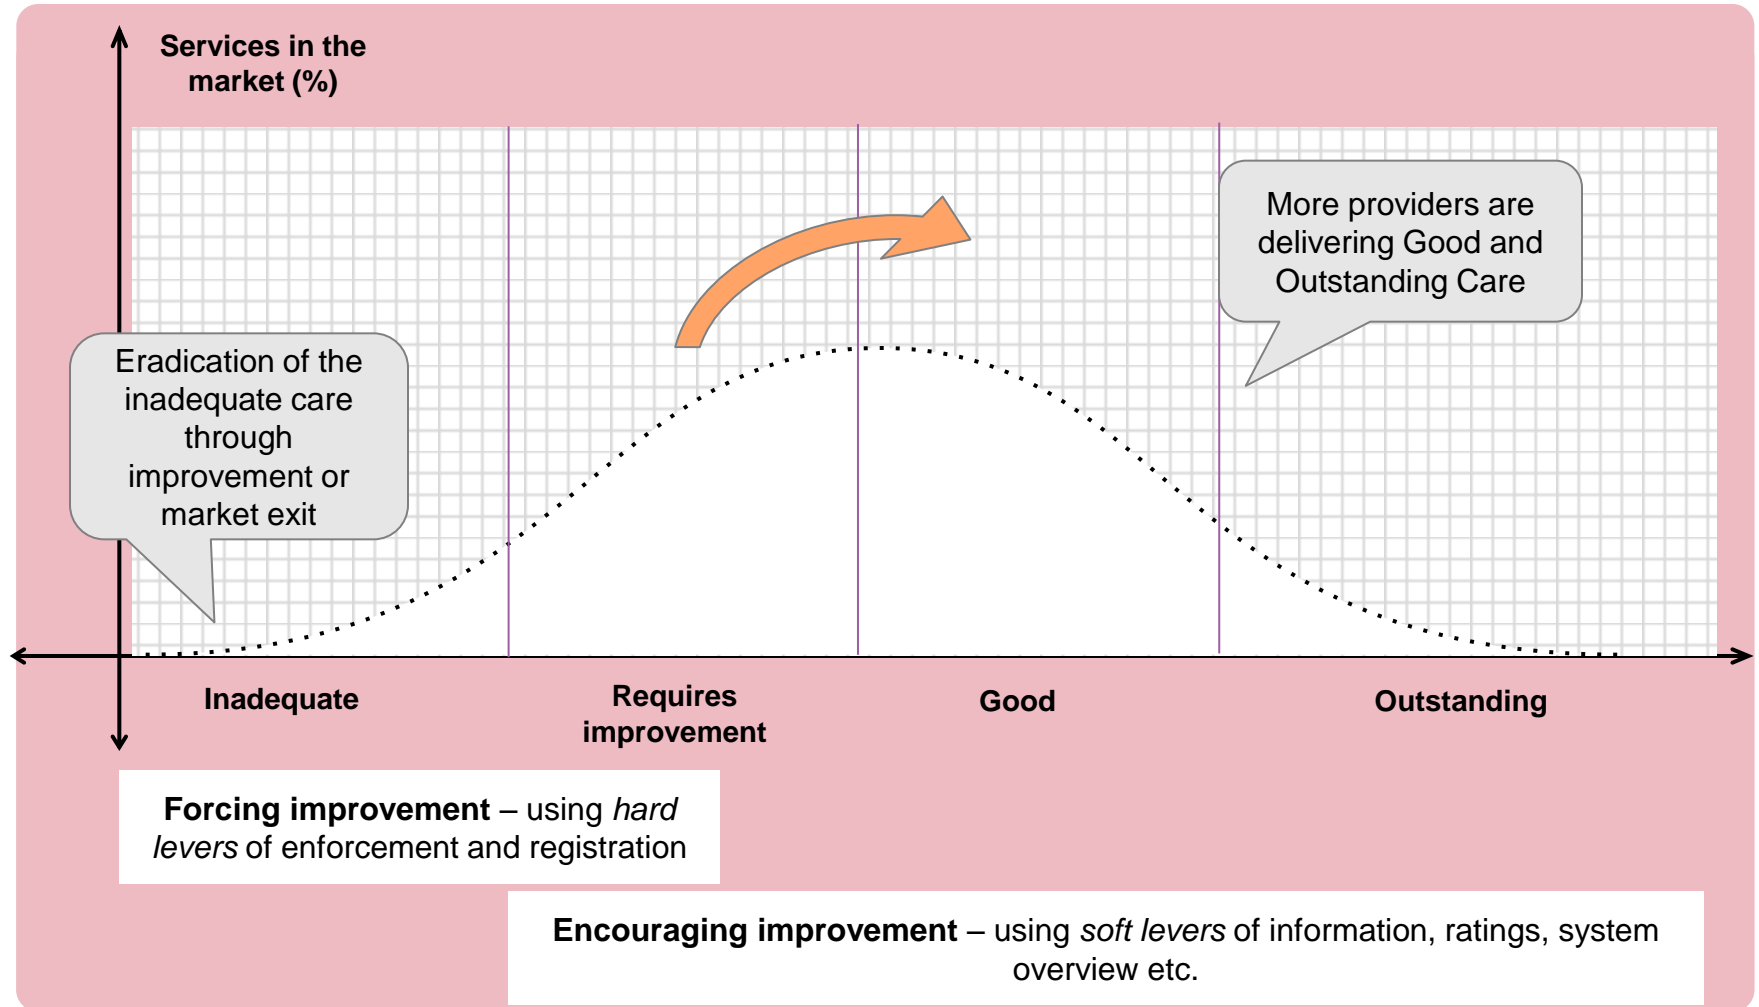 Services in the
market (%)
More providers are
delivering Good and
Outstanding Care
Eradication of the
inadequate care
through
improvement or
market exit
Inadequate
Requires
improvement
Good
Outstanding
Forcing improvement – using hard
levers of enforcement and registration
Encouraging improvement – using soft levers of information, ratings, system
overview etc.